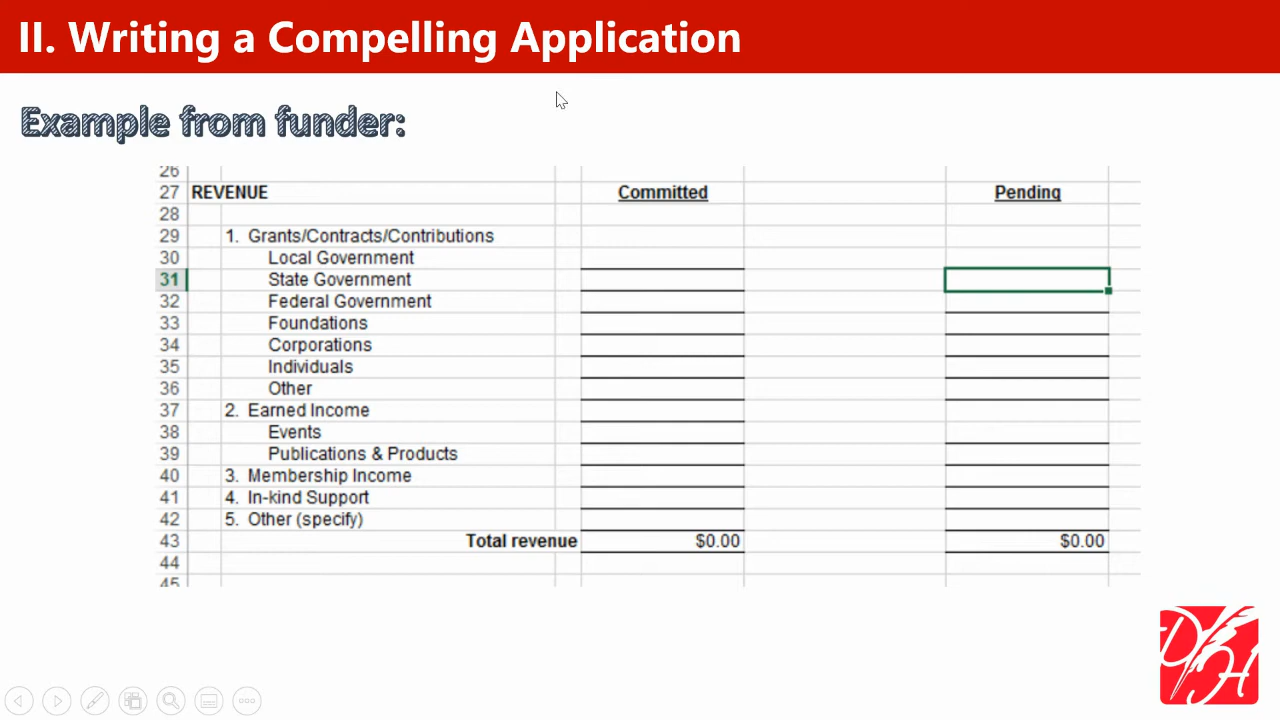 II. Writing a Compelling Application
Example from funder:
26
27 REVENUE Committed Pending
28
29 1. Grants/Contracts/Contributions
30 Local Government
31 State Government
32 Federal Government
33 Foundations
34 Corporations
35 Individuals
36 Other
37 2. Earned Income
38 Events
39 Publications & Products
40 3. Membership Income
41 4. In-kind Support
42 5. Other (specify)
43 Total revenue $0.00 $0.00
44
45